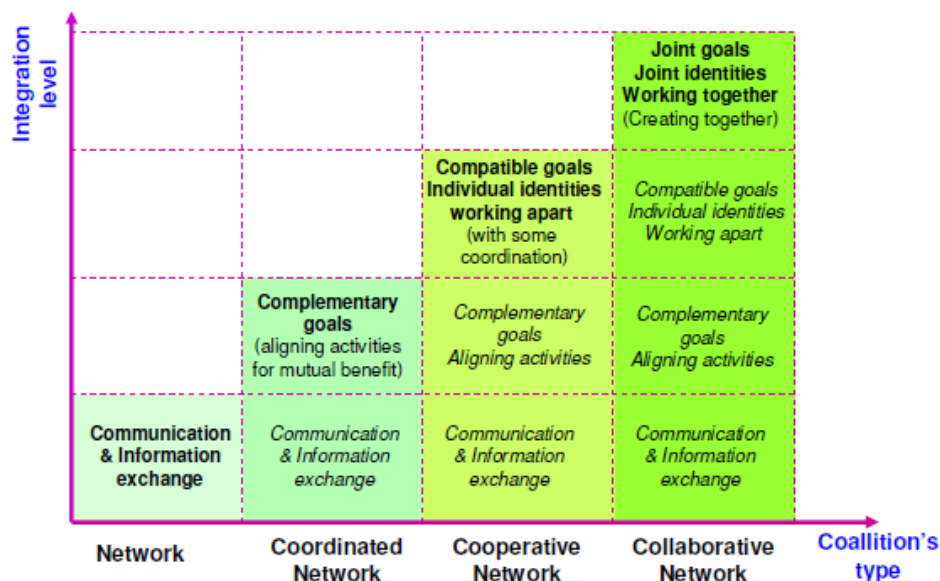 Integration
level
Joint goals
Joint identities
Working together
(Creating together)
Compatible goals
Individual identities
working apart
(with some
coordination)
Compatible goals
Individual identities
Working apart
Complementary
goals
(aligning activities
for mutual benefit)
Complementary
goals
Aligning activities
Complementary
goals
Aligning activities
Communication
& Information
exchange
Communication
& Information
exchange
Communication
& Information
exchange
Communication
& Information
exchange
Network
Coordinated
Network
Cooperative
Network
Collaborative
Network
Coallition's
type